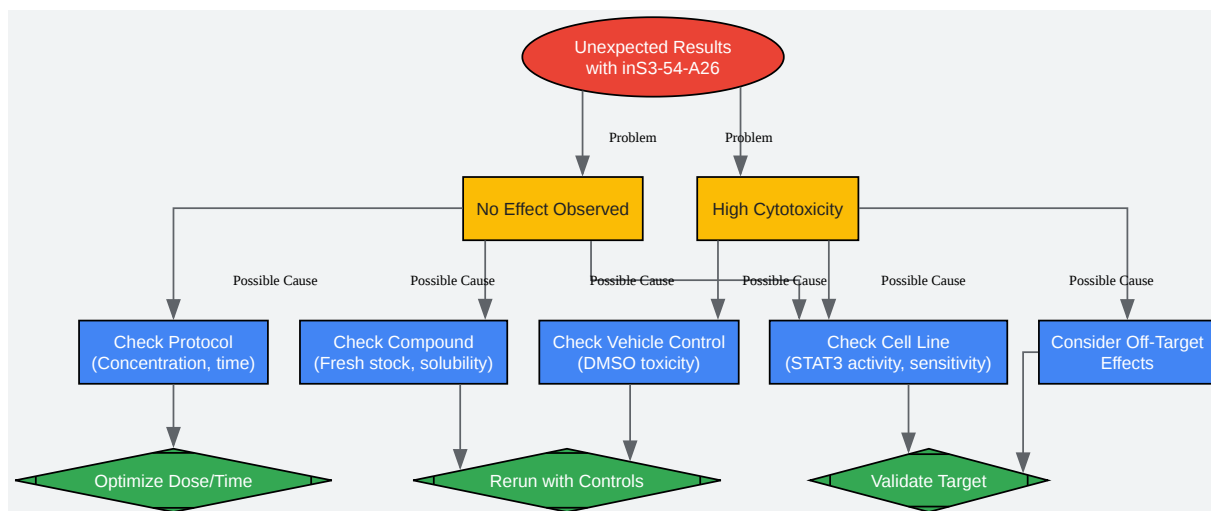 Unexpected Results
with inS3-54-A26
Problem
Problem
No Effect Observed
High Cytotoxicity
Possible Cause
Possible Cause
Possible Cause
Possible Cause
Possible Cause
Possible Cause
Check Protocol
(Concentration, time)
Check Compound
(Fresh stock, solubility)
Check Vehicle Control
(DMSO toxicity)
Check Cell Line
(STAT3 activity, sensitivity)
Consider Off-Target
Effects
Optimize Dose/Time
Rerun with Controls
Validate Target